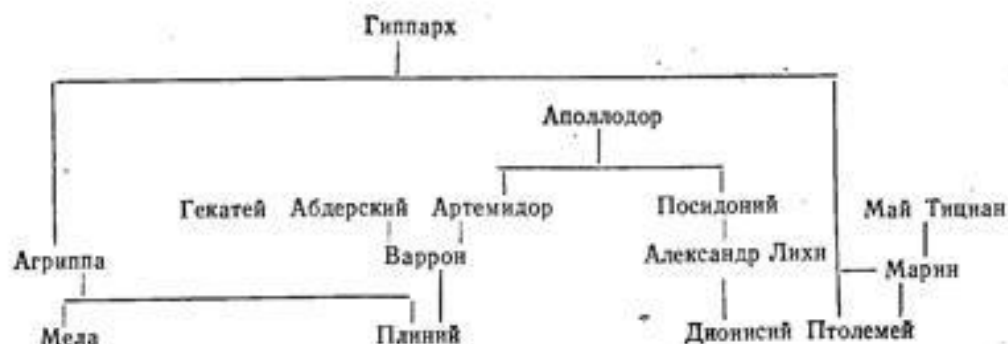 Гиппарх
Аполлодор
Гекатей Абдерский Артемидор Посидоний Май Тициан
Агриппа Варрон Александр Лихн Марин
Мела Плиний Дионисий Птолемей